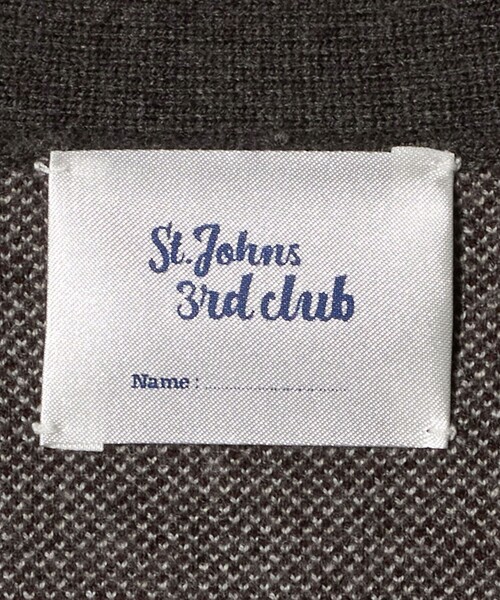 St. Johns
3rd club
Name : ........................